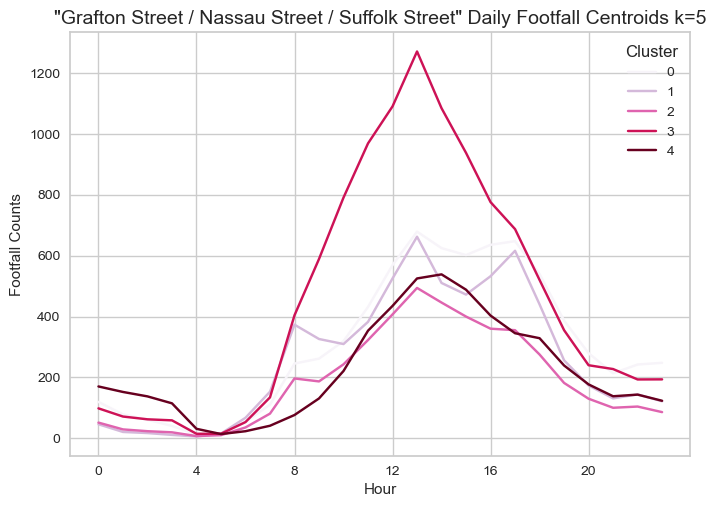 "Grafton Street / Nassau Street / Suffolk Street" Daily Footfall Centroids k=5
Cluster
0
1
2
3
4
1200
1000
800
600
400
200
0
Footfall Counts
0 4 8 12 16 20
Hour